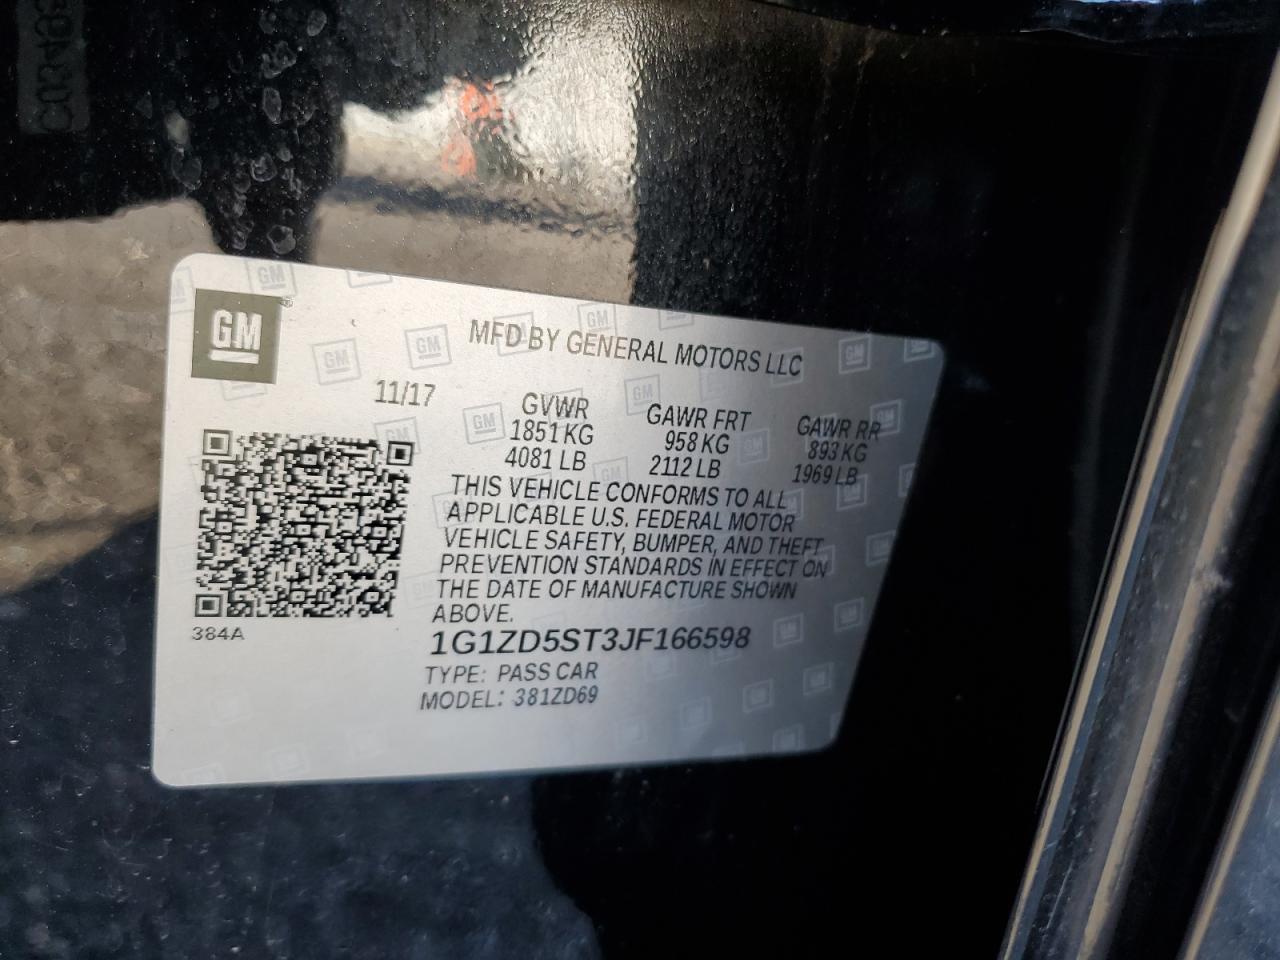 GM
MFD BY GENERAL MOTORS LLC
11/17
GVWR GAWR FRT GAWR RR
1851 KG 958 KG 893 KG
4081 LB 2112 LB 1969 LB
THIS VEHICLE CONFORMS TO ALL
APPLICABLE U.S. FEDERAL MOTOR
VEHICLE SAFETY, BUMPER, AND THEFT
PREVENTION STANDARDS IN EFFECT ON
THE DATE OF MANUFACTURE SHOWN
ABOVE.
384A
1G1ZD5ST3JF166598
TYPE: PASS CAR
MODEL: 381ZD69